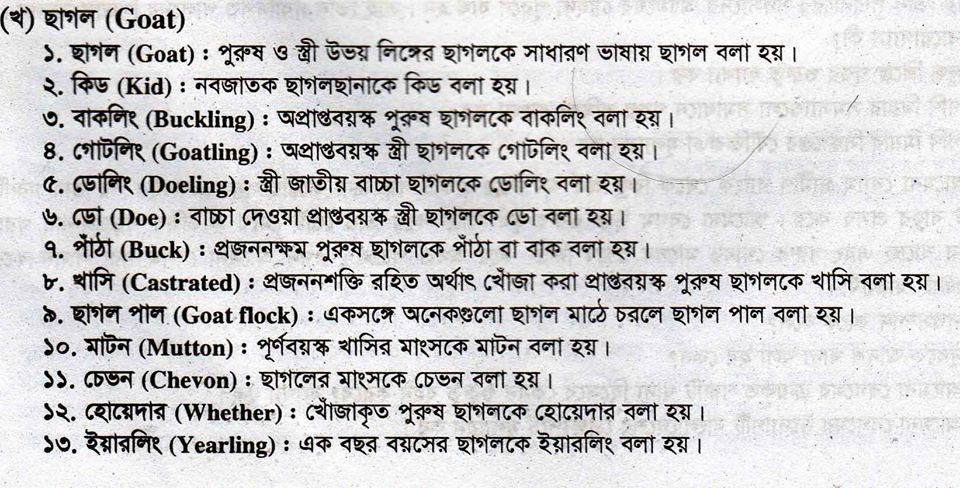 (খ) ছাগল (Goat)
১. ছাগল (Goat) : পুরুষ ও স্ত্রী উভয় লিঙ্গের ছাগলকে সাধারণ ভাষায় ছাগল বলা হয়।
২. কিড (Kid) : নবজাতক ছাগলছানাকে কিড বলা হয়।
৩. বাকলিং (Buckling) : অপ্রাপ্তবয়স্ক পুরুষ ছাগলকে বাকলিং বলা হয়।
৪. গোটলিং (Goatling) : অপ্রাপ্তবয়স্ক স্ত্রী ছাগলকে গোটলিং বলা হয়।
৫. ডোলিং (Doeling) : স্ত্রী জাতীয় বাচ্চা ছাগলকে ডোলিং বলা হয়।
৬. ডো (Doe) : বাচ্চা দেওয়া প্রাপ্তবয়স্ক স্ত্রী ছাগলকে ডো বলা হয়।
৭. পাঁঠা (Buck) : প্রজননক্ষম পুরুষ ছাগলকে পাঁঠা বা বাক বলা হয়।
৮. খাসি (Castrated) : প্রজননশক্তি রহিত অর্থাৎ খোঁজা করা প্রাপ্তবয়স্ক পুরুষ ছাগলকে খাসি বলা হয়।
৯. ছাগল পাল (Goat flock) : একসঙ্গে অনেকগুলো ছাগল মাঠে চরলে ছাগল পাল বলা হয়।
১০. মাটন (Mutton) : পূর্ণবয়স্ক খাসির মাংসকে মাটন বলা হয়।
১১. চেভন (Chevon) : ছাগলের মাংসকে চেভন বলা হয়।
১২. হোয়েদার (Whether) : খোঁজাকৃত পুরুষ ছাগলকে হোয়েদার বলা হয়।
১৩. ইয়ারলিং (Yearling) : এক বছর বয়সের ছাগলকে ইয়ারলিং বলা হয়।